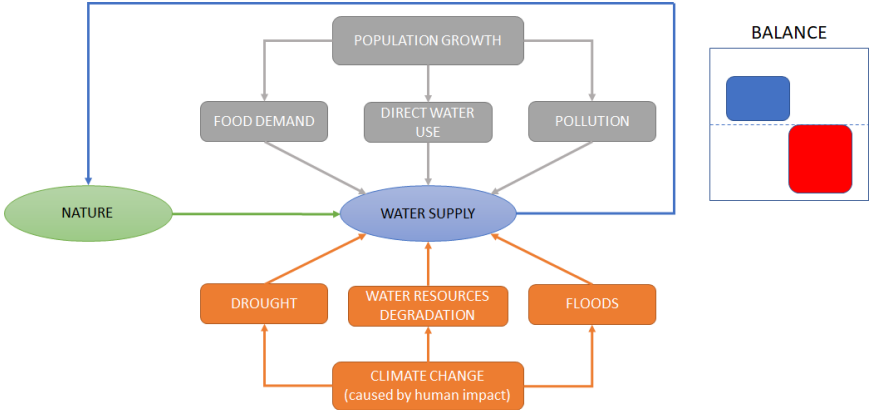 POPULATION GROWTH
BALANCE
FOOD DEMAND
DIRECT WATER
USE
POLLUTION
NATURE
WATER SUPPLY
DROUGHT
WATER RESOURCES
DEGRADATION
FLOODS
CLIMATE CHANGE
(caused by human impact)